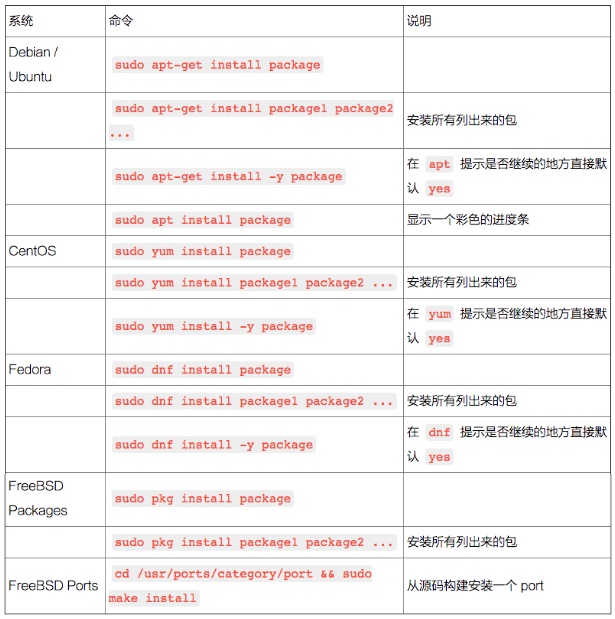 系统 命令 说明
Debian / sudo apt-get install package
Ubuntu
sudo apt-get install package1 package2 安装所有列出来的包
...
sudo apt-get install -y package 在 apt 提示是否继续的地方直接默
认 yes
sudo apt install package 显示一个彩色的进度条
CentOS sudo yum install package
sudo yum install package1 package2 ... 安装所有列出来的包
sudo yum install -y package 在 yum 提示是否继续的地方直接默
认 yes
Fedora sudo dnf install package
sudo dnf install package1 package2 ... 安装所有列出来的包
sudo dnf install -y package 在 dnf 提示是否继续的地方直接默
认 yes
FreeBSD sudo pkg install package
Packages
sudo pkg install package1 package2 ... 安装所有列出来的包
FreeBSD Ports cd /usr/ports/category/port && sudo 从源码构建安装一个 port
make install